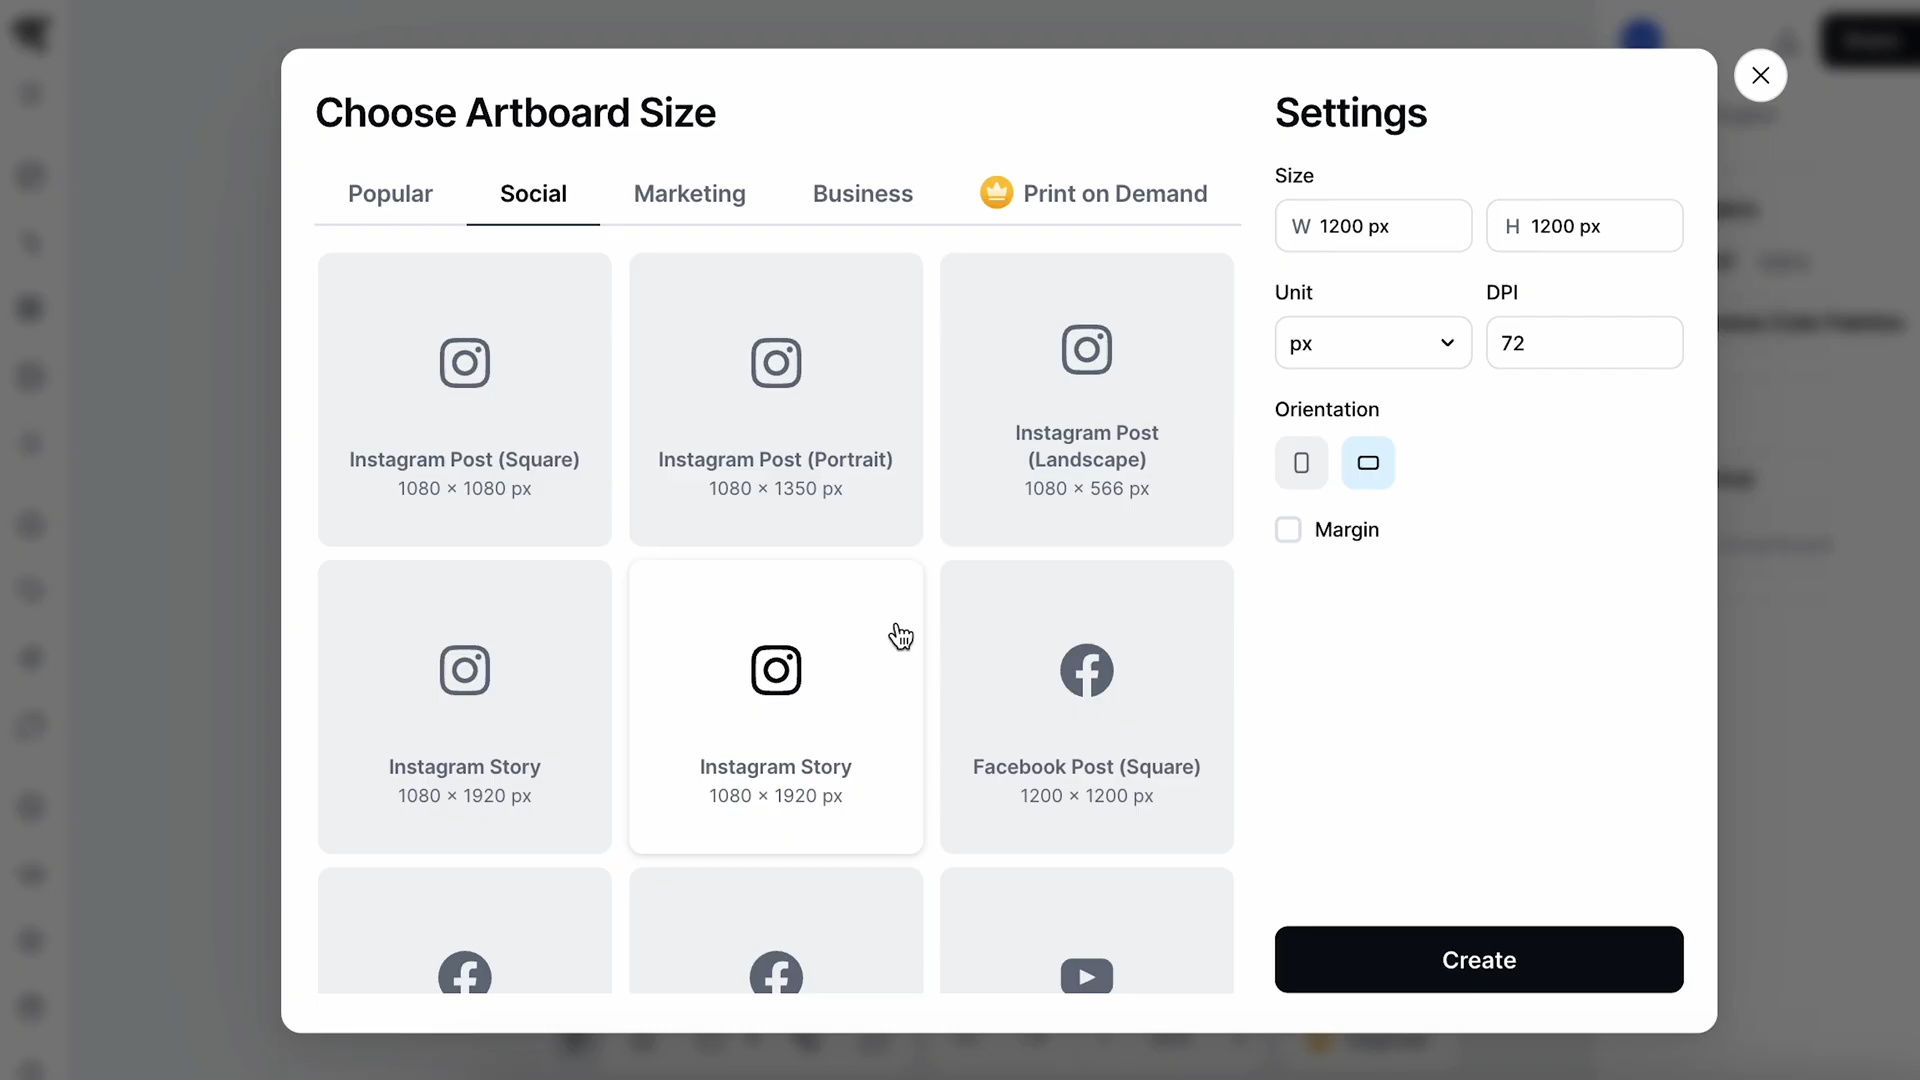 Choose Artboard Size
Popular
Social
Marketing
Business
Print on Demand
Instagram Post (Square)
1080 × 1080 px
Instagram Post (Portrait)
1080 × 1350 px
Instagram Post
(Landscape)
1080 × 566 px
Instagram Story
1080 × 1920 px
Instagram Story
1080 × 1920 px
Facebook Post (Square)
1200 × 1200 px
Settings
Size
W 1200 px
H 1200 px
Unit
DPI
px
72
Orientation
Margin
Create